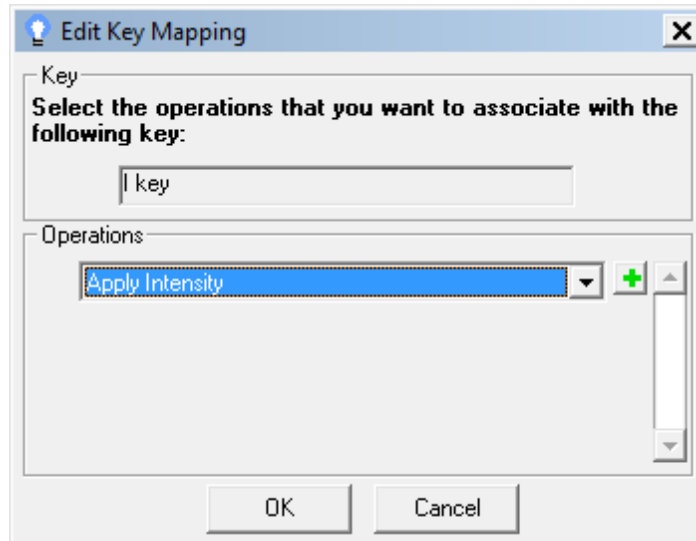 Edit Key Mapping
Key
Select the operations that you want to associate with the
following key:
I key
Operations
Apply Intensity
OK Cancel